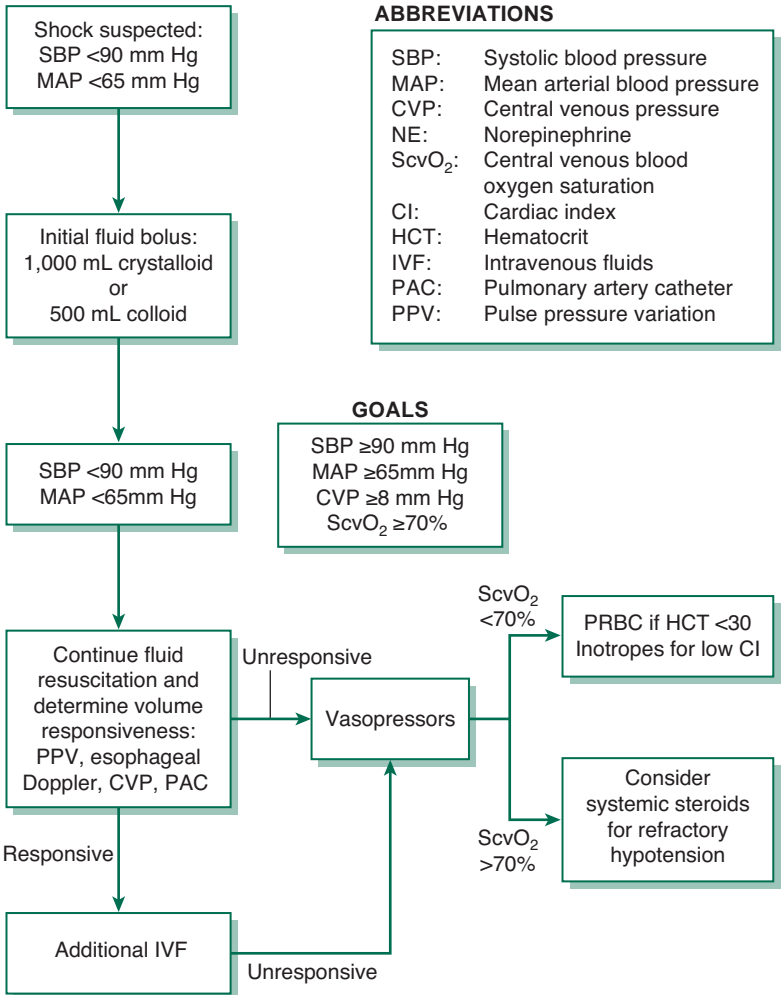 Shock suspected:
SBP <90 mm Hg
MAP <65 mm Hg
Initial fluid bolus:
1,000 mL crystalloid
or
500 mL colloid
SBP <90 mm Hg
MAP <65mm Hg
Continue fluid
resuscitation and
determine volume
responsiveness:
PPV, esophageal
Doppler, CVP, PAC
Responsive
Additional IVF
Unresponsive
Unresponsive
Vasopressors
ScvO₂
<70%
PRBC if HCT <30
Inotropes for low CI
ScvO₂
>70%
Consider
systemic steroids
for refractory
hypotension
GOALS
SBP ≥90 mm Hg
MAP ≥65mm Hg
CVP ≥8 mm Hg
ScvO₂ ≥70%
ABBREVIATIONS
SBP: Systolic blood pressure
MAP: Mean arterial blood pressure
CVP: Central venous pressure
NE: Norepinephrine
ScvO₂: Central venous blood
oxygen saturation
CI: Cardiac index
HCT: Hematocrit
IVF: Intravenous fluids
PAC: Pulmonary artery catheter
PPV: Pulse pressure variation